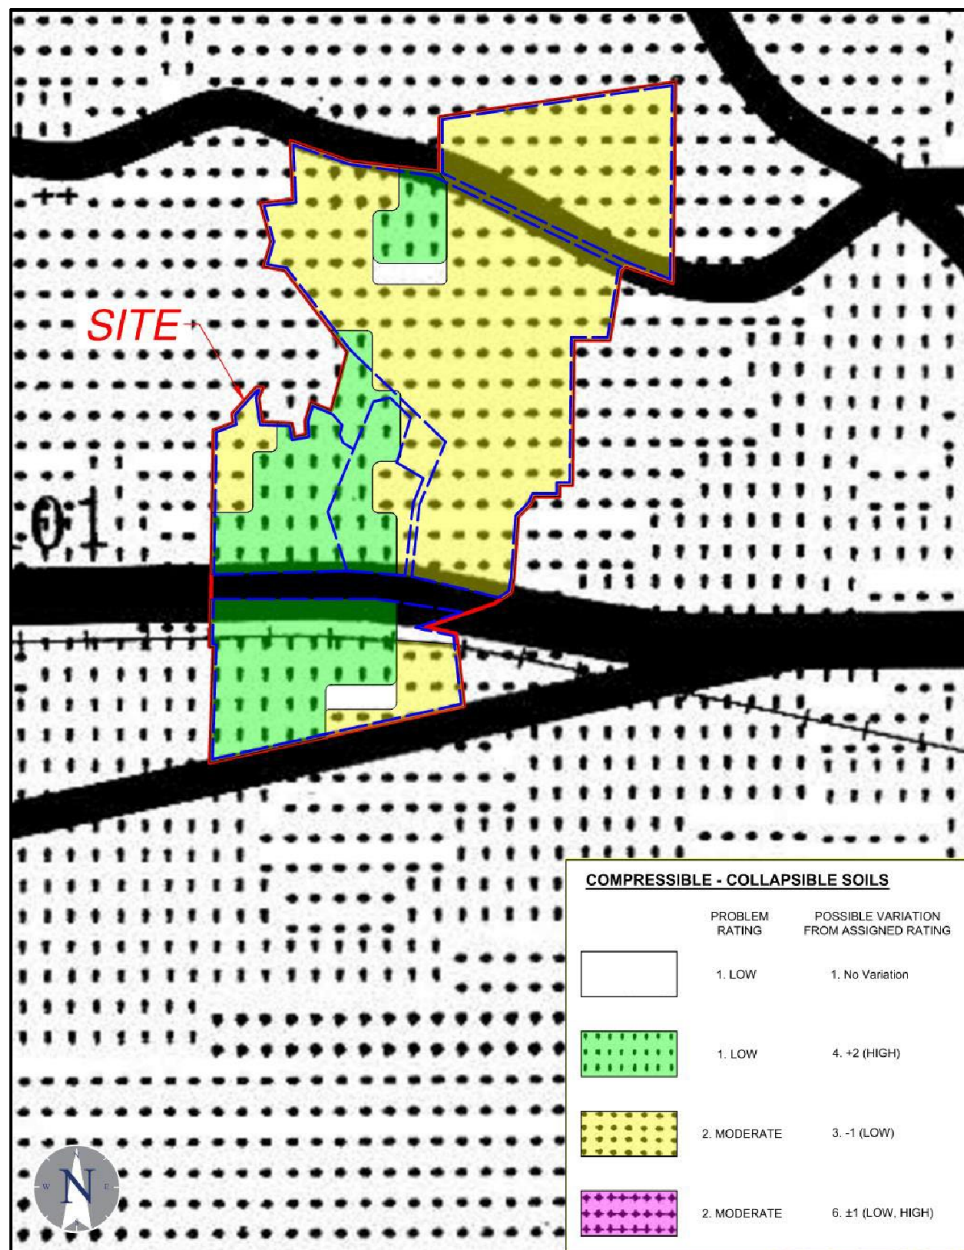 SITE
01
COMPRESSIBLE - COLLAPSIBLE SOILS
PROBLEM RATING
POSSIBLE VARIATION FROM ASSIGNED RATING
1. LOW
1. No Variation
1. LOW
4. +2 (HIGH)
2. MODERATE
3. -1 (LOW)
2. MODERATE
6. ±1 (LOW, HIGH)
N
W
N
E